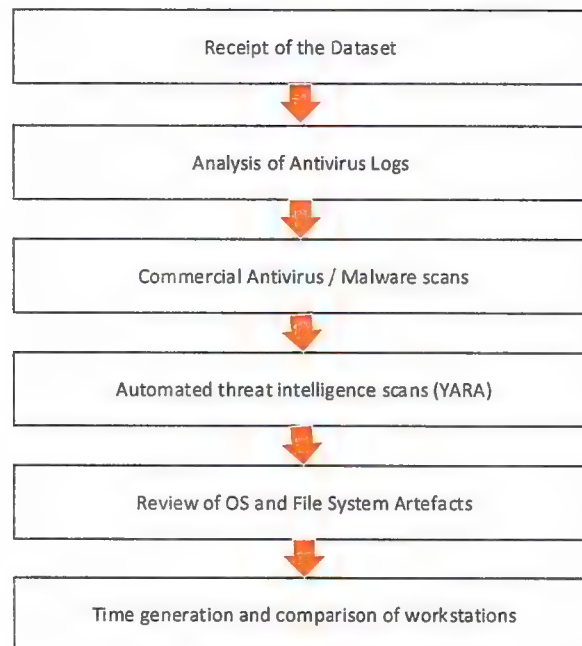 Receipt of the Dataset
Analysis of Antivirus Logs
Commercial Antivirus / Malware scans
Automated threat intelligence scans (YARA)
Review of OS and File System Artefacts
Time generation and comparison of workstations